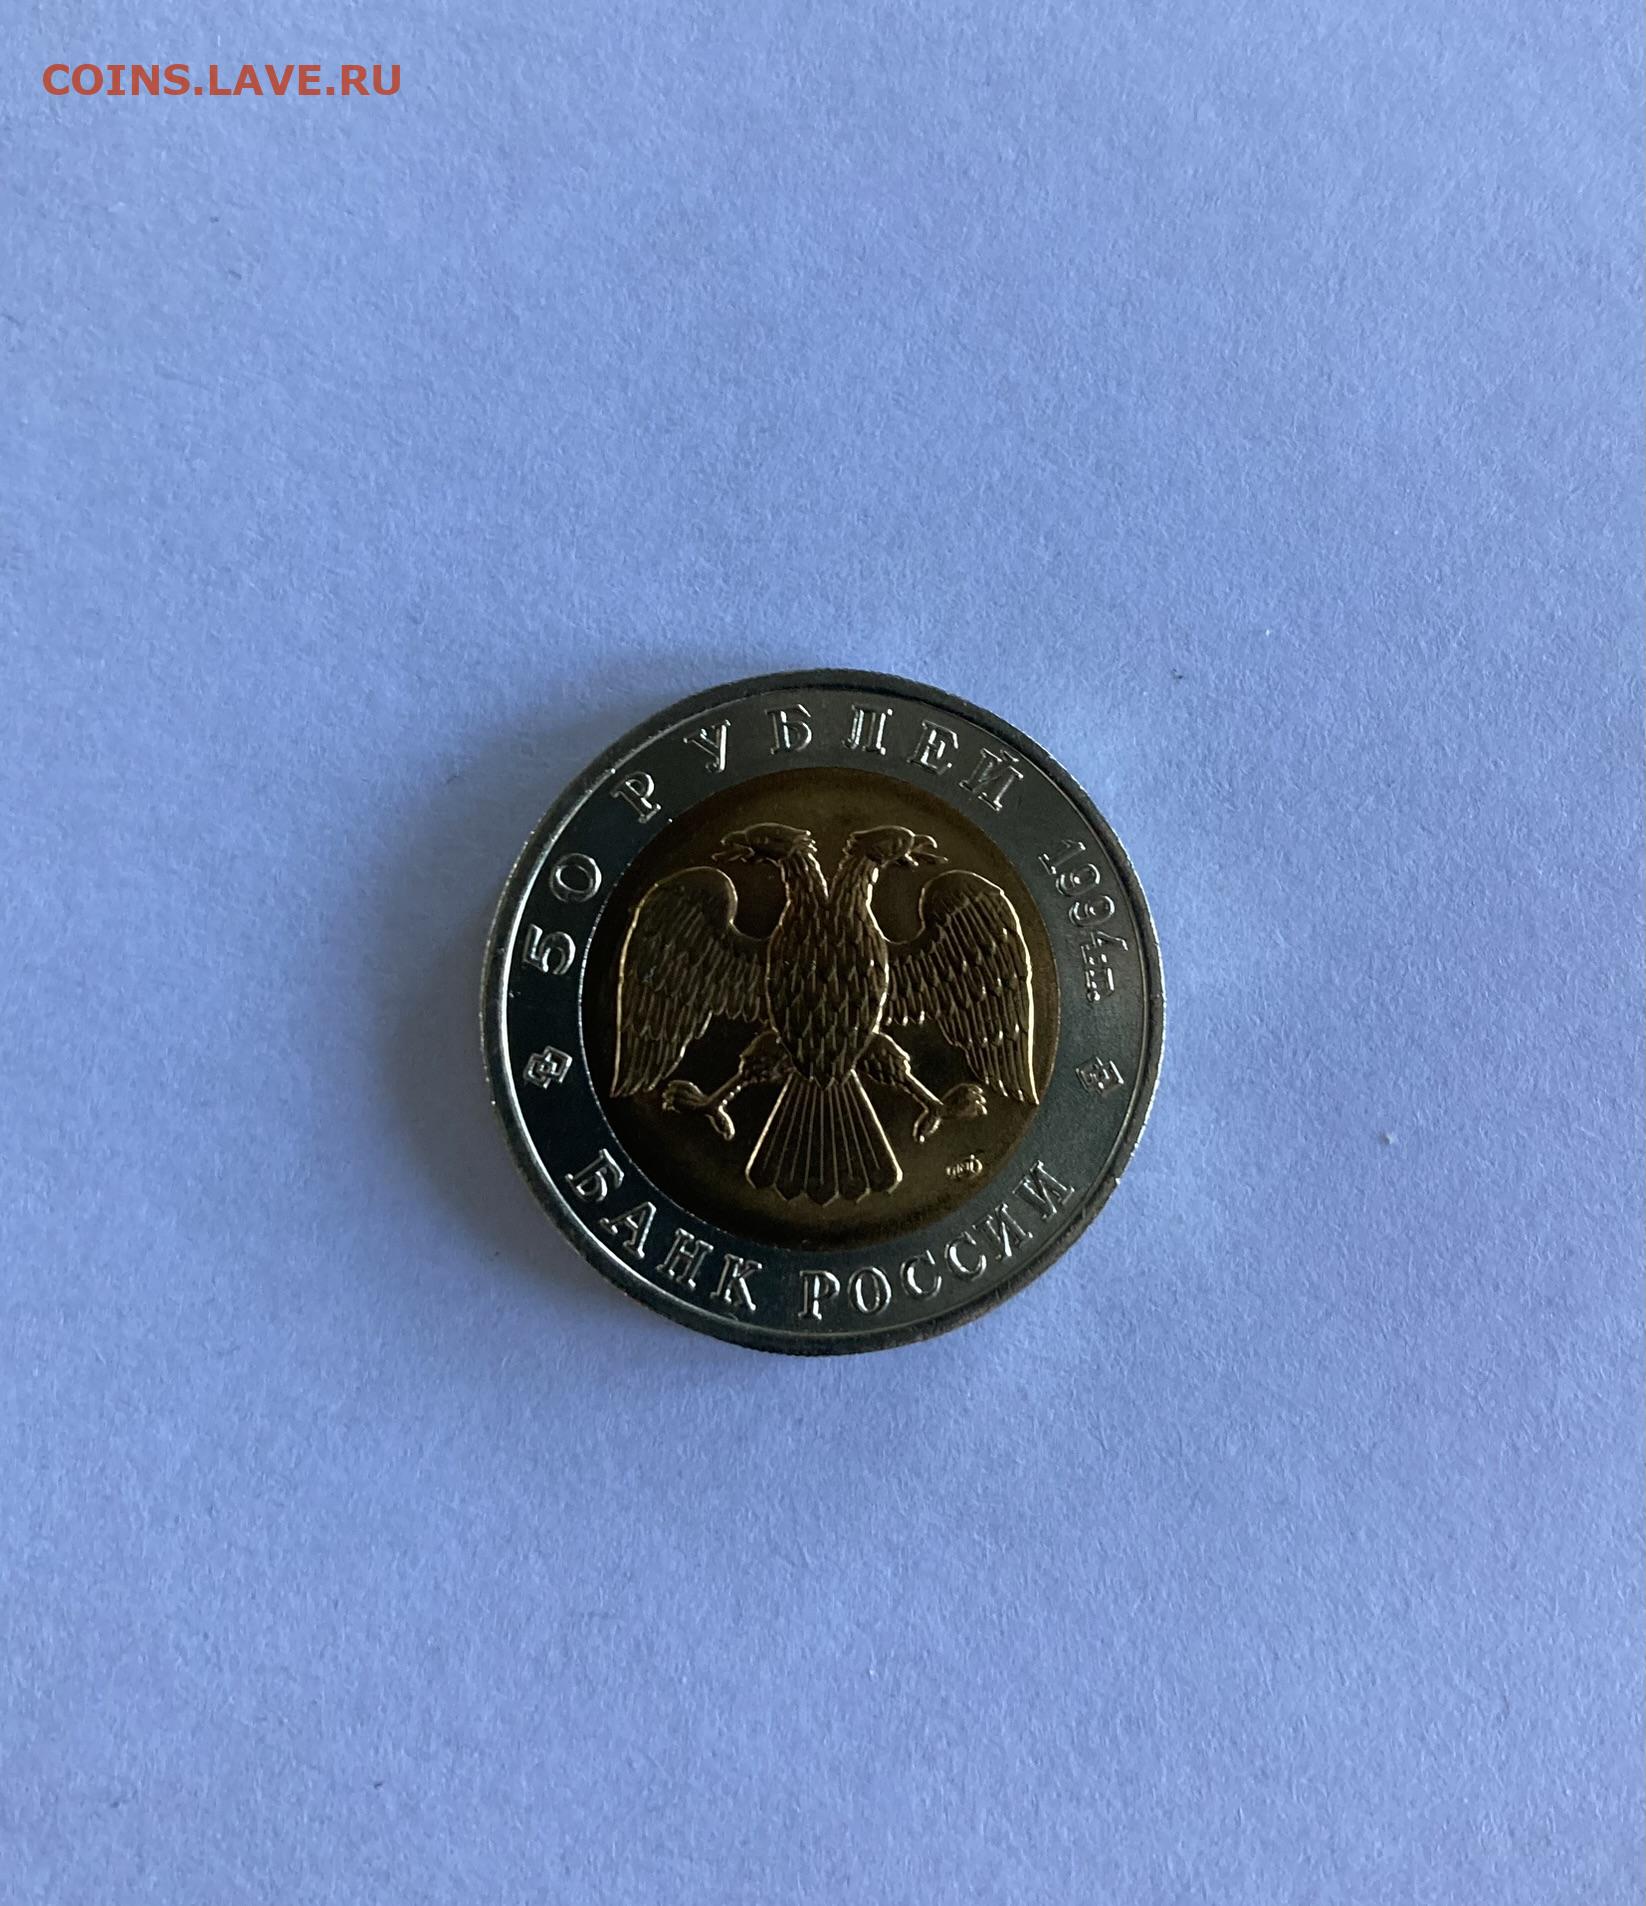 COINS.LAVE.RU
50 РУБЛЕЙ 1994г.
БАНК РОССИИ